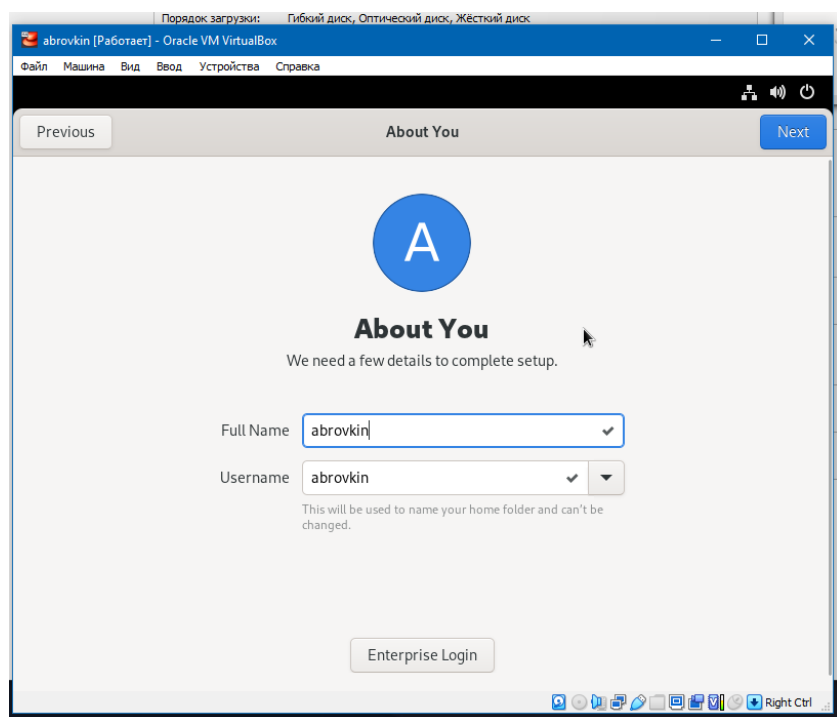 Порядок загрузки: Гибкий диск, Оптический диск, Жёсткий диск
abrovkin [Работает] - Oracle VM VirtualBox
Файл Машина Вид Ввод Устройства Справка
Previous About You Next
A
About You
We need a few details to complete setup.
Full Name abrovkin
Username abrovkin
This will be used to name your home folder and can't be
changed.
Enterprise Login
Right Ctrl